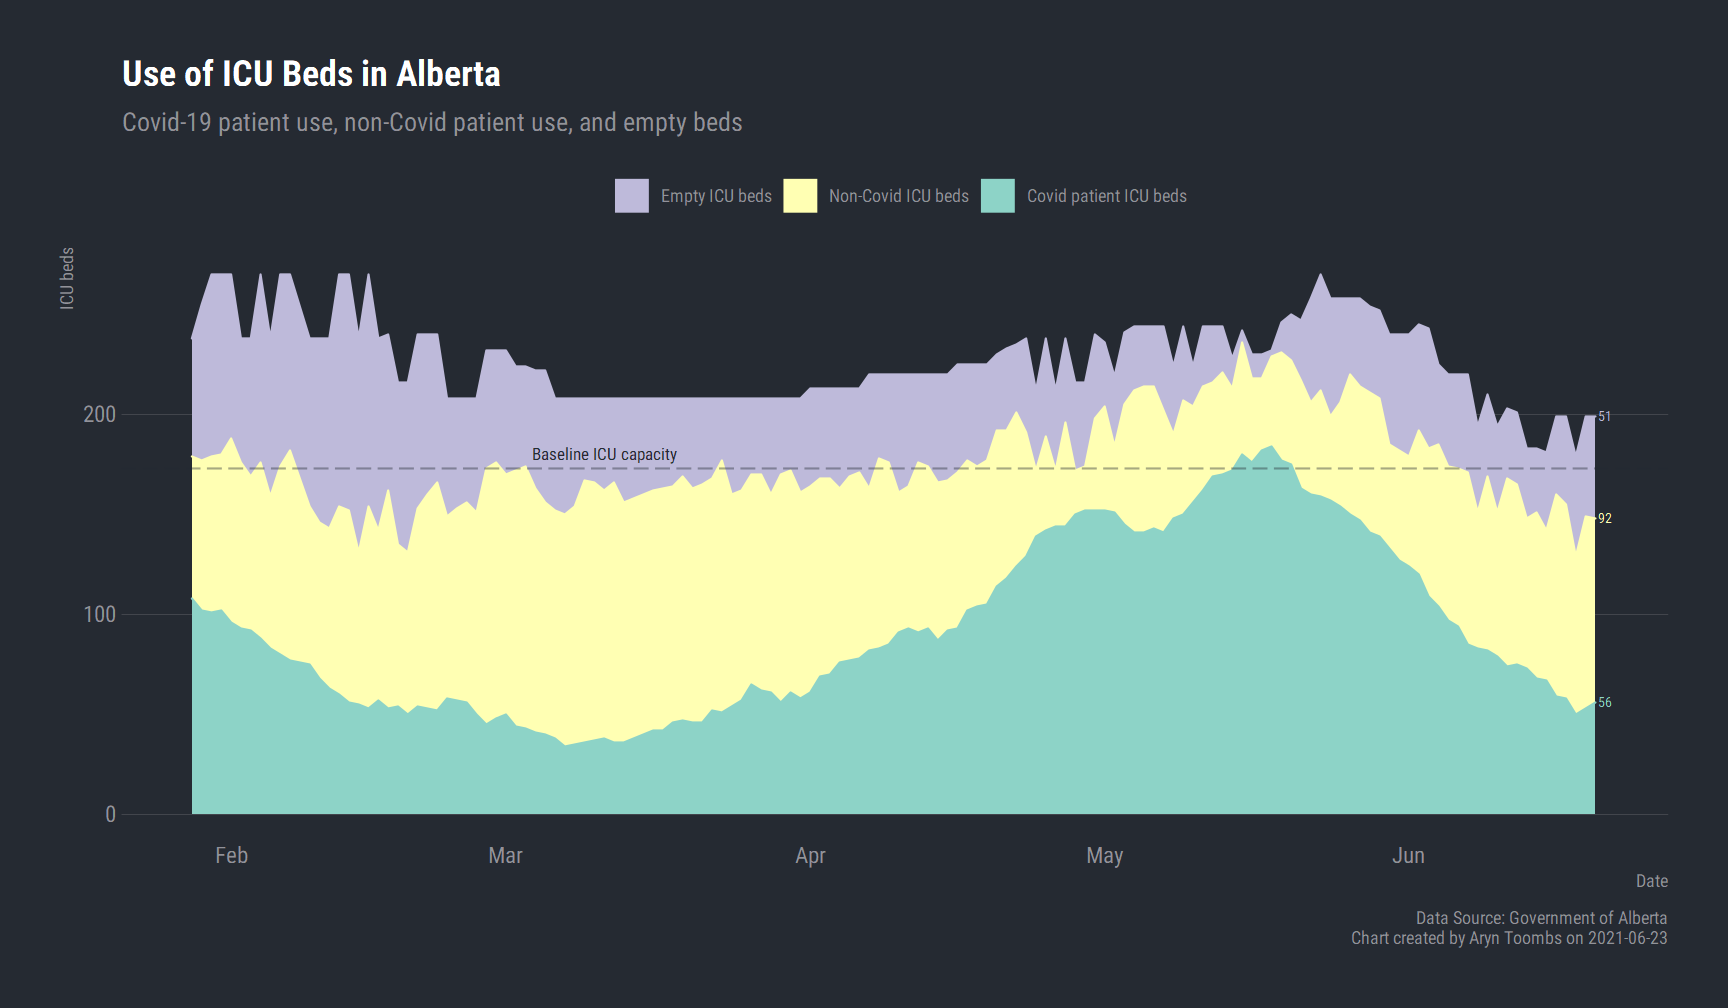 Use of ICU Beds in Alberta
Covid-19 patient use, non-Covid patient use, and empty beds
Empty ICU beds
Non-Covid ICU beds
Covid patient ICU beds
ICU beds
200
100
0
Baseline ICU capacity
51
92
56
Feb
Mar
Apr
May
Jun
Date
Data Source: Government of Alberta
Chart created by Aryn Toombs on 2021-06-23